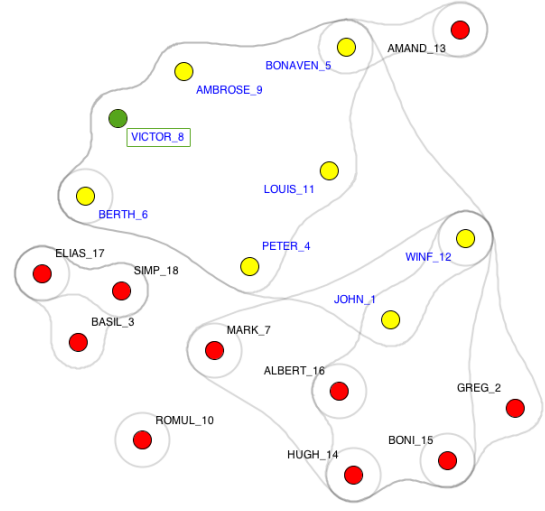 AMAND_13
BONAVEN_5
AMBROSE_9
VICTOR_8
LOUIS_11
BERTH_6
PETER_4
ELIAS_17
WINF_12
SIMP_18
JOHN_1
BASIL_3
MARK_7
ALBERT_16
GREG_2
ROMUL_10
BONI_15
HUGH_14